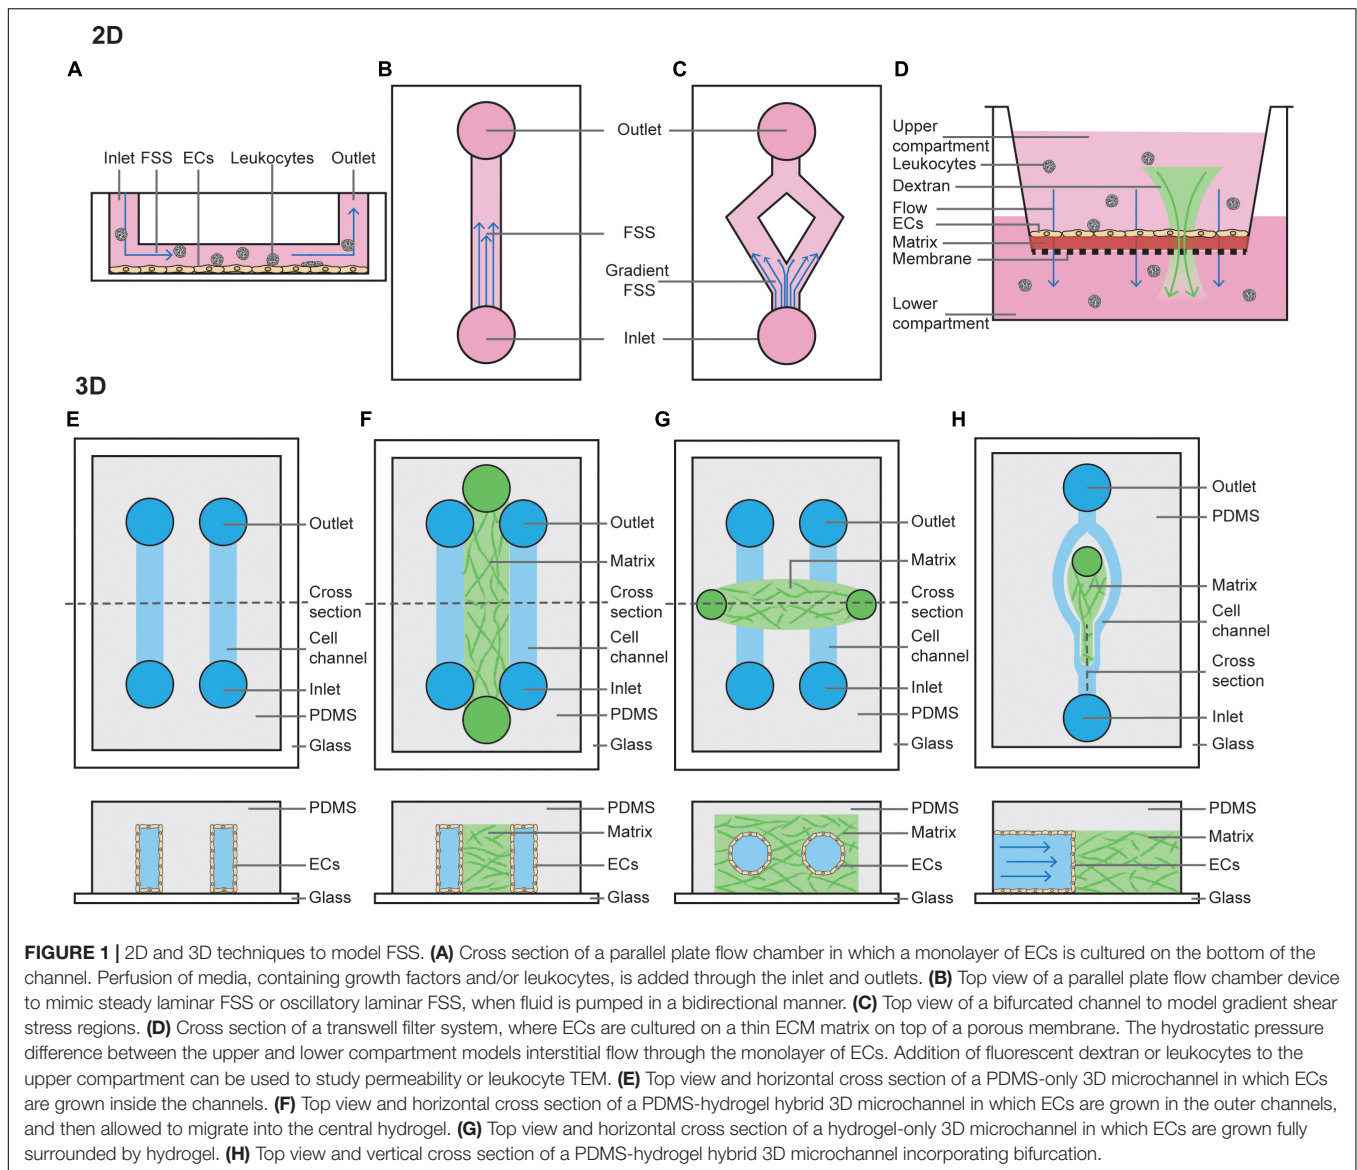 2D
A
B
C
D
Inlet FSS ECs Leukocytes Outlet
Outlet
FSS
Gradient
FSS
Inlet
Upper
compartment
Leukocytes
Dextran
Flow
ECs
Matrix
Membrane
Lower
compartment
3D
E
F
G
H
Outlet
Cross
section
Cell
channel
Inlet
PDMS
Glass
Outlet
Matrix
Cross
section
Cell
channel
Inlet
PDMS
Glass
Outlet
Matrix
Cross
section
Cell
channel
Inlet
PDMS
Glass
Outlet
PDMS
Matrix
Cell
channel
Cross
section
Inlet
Glass
PDMS
ECs
Glass
PDMS
Matrix
ECs
Glass
PDMS
Matrix
ECs
Glass
PDMS
Matrix
ECs
Glass
FIGURE 1 | 2D and 3D techniques to model FSS. (A) Cross section of a parallel plate flow chamber in which a monolayer of ECs is cultured on the bottom of the
channel. Perfusion of media, containing growth factors and/or leukocytes, is added through the inlet and outlets. (B) Top view of a parallel plate flow chamber device
to mimic steady laminar FSS or oscillatory laminar FSS, when fluid is pumped in a bidirectional manner. (C) Top view of a bifurcated channel to model gradient shear
stress regions. (D) Cross section of a transwell filter system, where ECs are cultured on a thin ECM matrix on top of a porous membrane. The hydrostatic pressure
difference between the upper and lower compartment models interstitial flow through the monolayer of ECs. Addition of fluorescent dextran or leukocytes to the
upper compartment can be used to study permeability or leukocyte TEM. (E) Top view and horizontal cross section of a PDMS-only 3D microchannel in which ECs
are grown inside the channels. (F) Top view and horizontal cross section of a PDMS-hydrogel hybrid 3D microchannel in which ECs are grown in the outer channels,
and then allowed to migrate into the central hydrogel. (G) Top view and horizontal cross section of a hydrogel-only 3D microchannel in which ECs are grown fully
surrounded by hydrogel. (H) Top view and vertical cross section of a PDMS-hydrogel hybrid 3D microchannel incorporating bifurcation.